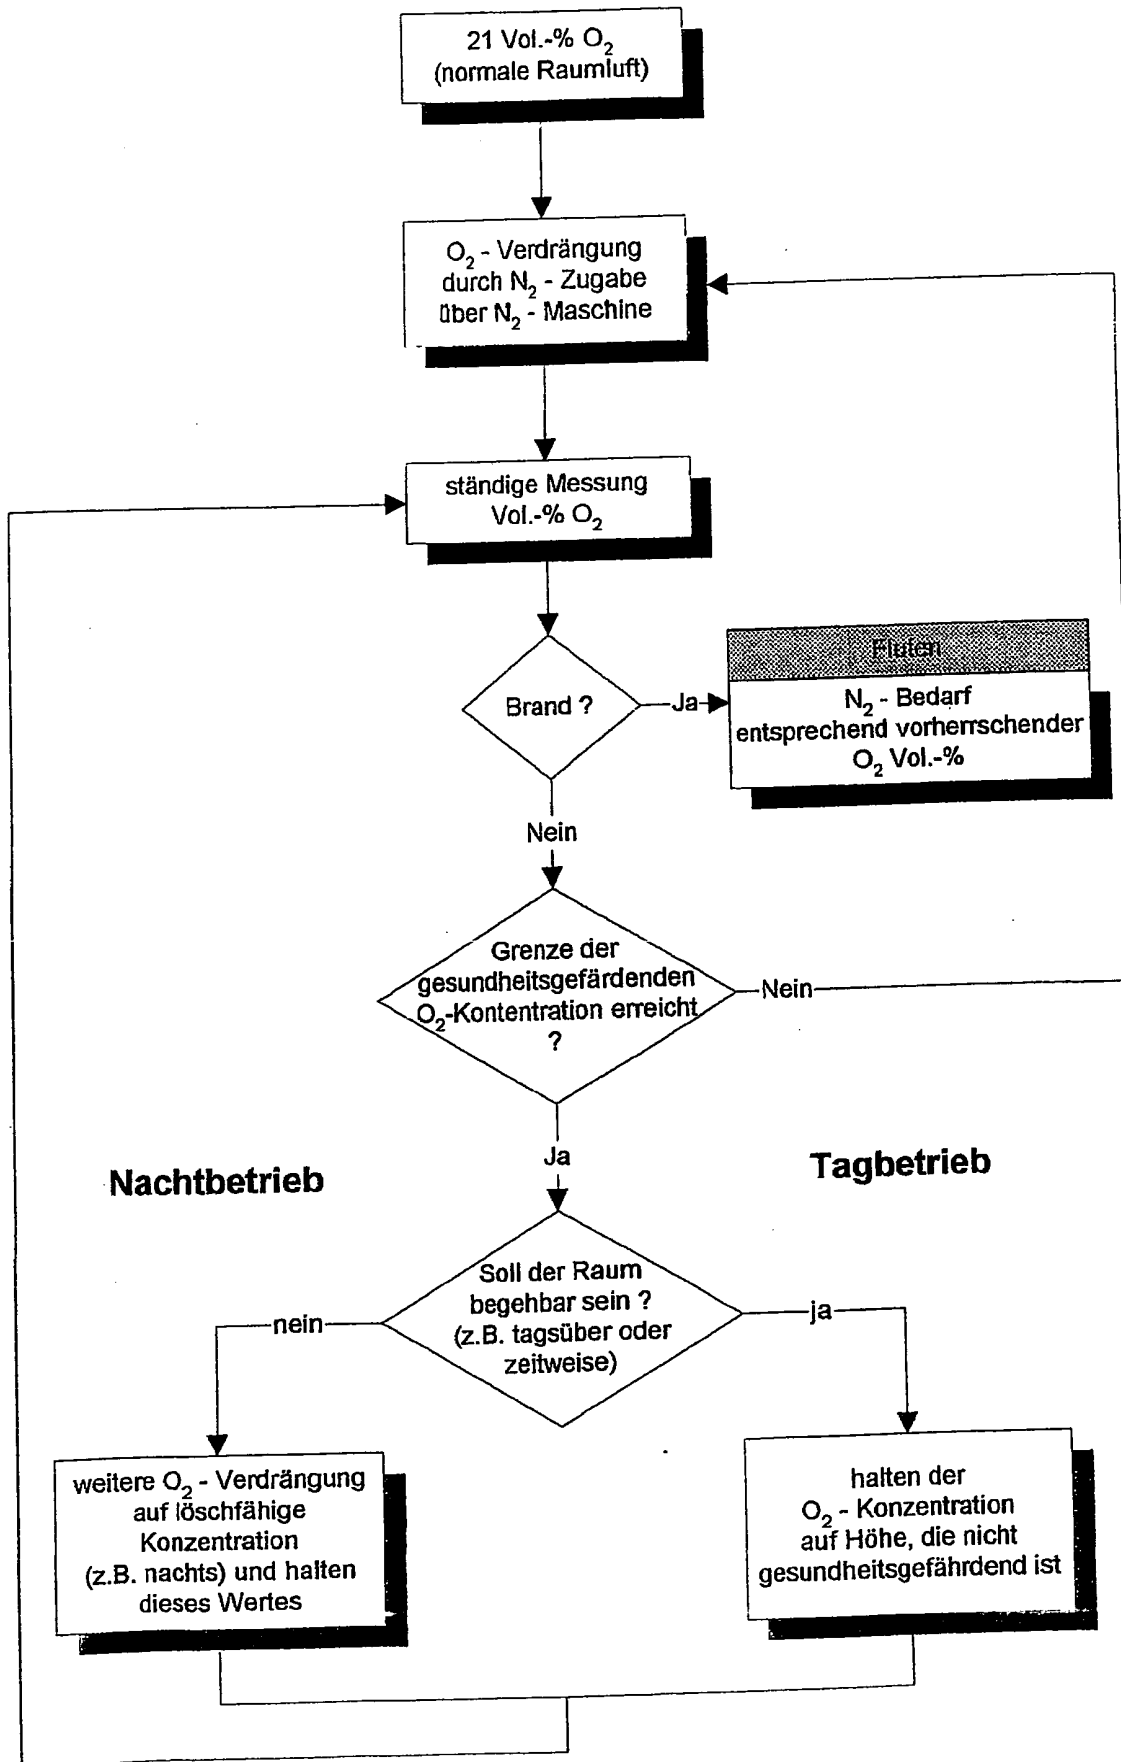 21 Vol.-% O₂
(normale Raumluft)
O₂ - Verdrängung
durch N₂ - Zugabe
über N₂ - Maschine
ständige Messung
Vol.-% O₂
Brand ?
Ja
Fluten
N₂ - Bedarf
entsprechend vorherrschender
O₂ Vol.-%
Nein
Grenze der
gesundheitsgefärdenden
O₂-Kontentration erreicht
?
Nein
Ja
Nachtbetrieb
Tagbetrieb
Soll der Raum
begehbar sein ?
(z.B. tagsüber oder
zeitweise)
nein
ja
weitere O₂ - Verdrängung
auf löschfähige
Konzentration
(z.B. nachts) und halten
dieses Wertes
halten der
O₂ - Konzentration
auf Höhe, die nicht
gesundheitsgefährdend ist